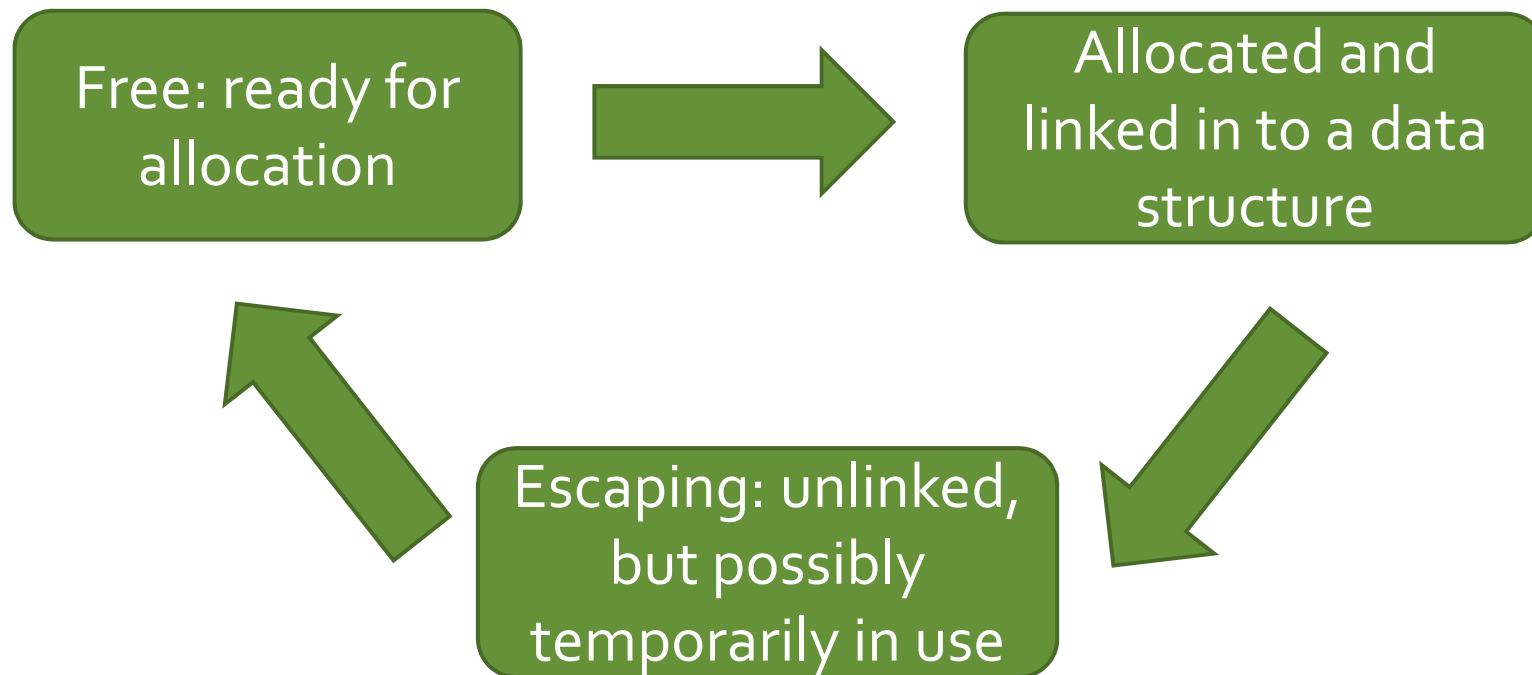 Free: ready for
allocation
Allocated and
linked in to a data
structure
Escaping: unlinked,
but possibly
temporarily in use